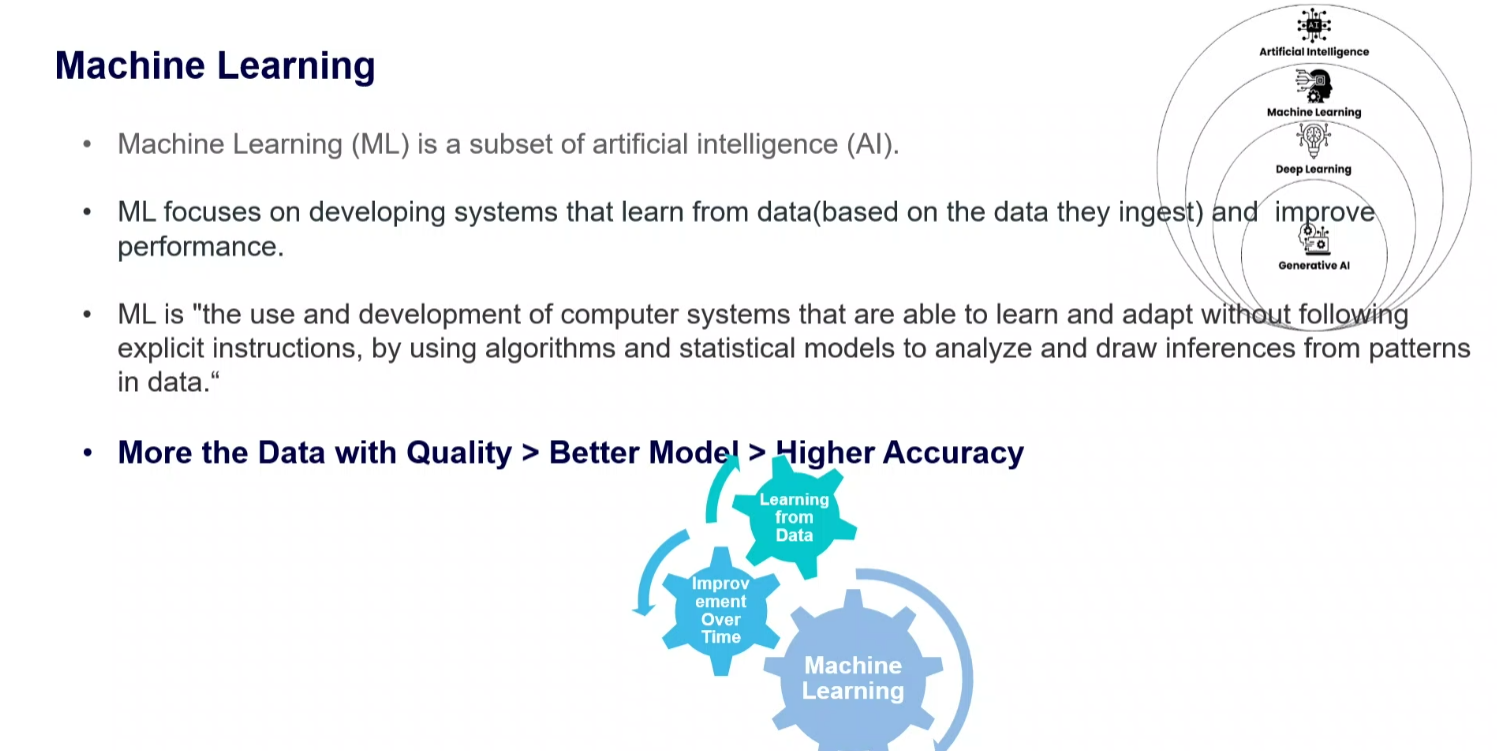 Machine Learning
• Machine Learning (ML) is a subset of artificial intelligence (AI).
• ML focuses on developing systems that learn from data(based on the data they ingest) and  improve
performance.
• ML is "the use and development of computer systems that are able to learn and adapt without following
explicit instructions, by using algorithms and statistical models to analyze and draw inferences from patterns
in data.“
• More the Data with Quality > Better Model > Higher Accuracy
AI
Artificial Intelligence
Machine Learning
Deep Learning
Generative AI
Learning
from
Data
Improv
ement
Over
Time
Machine
Learning